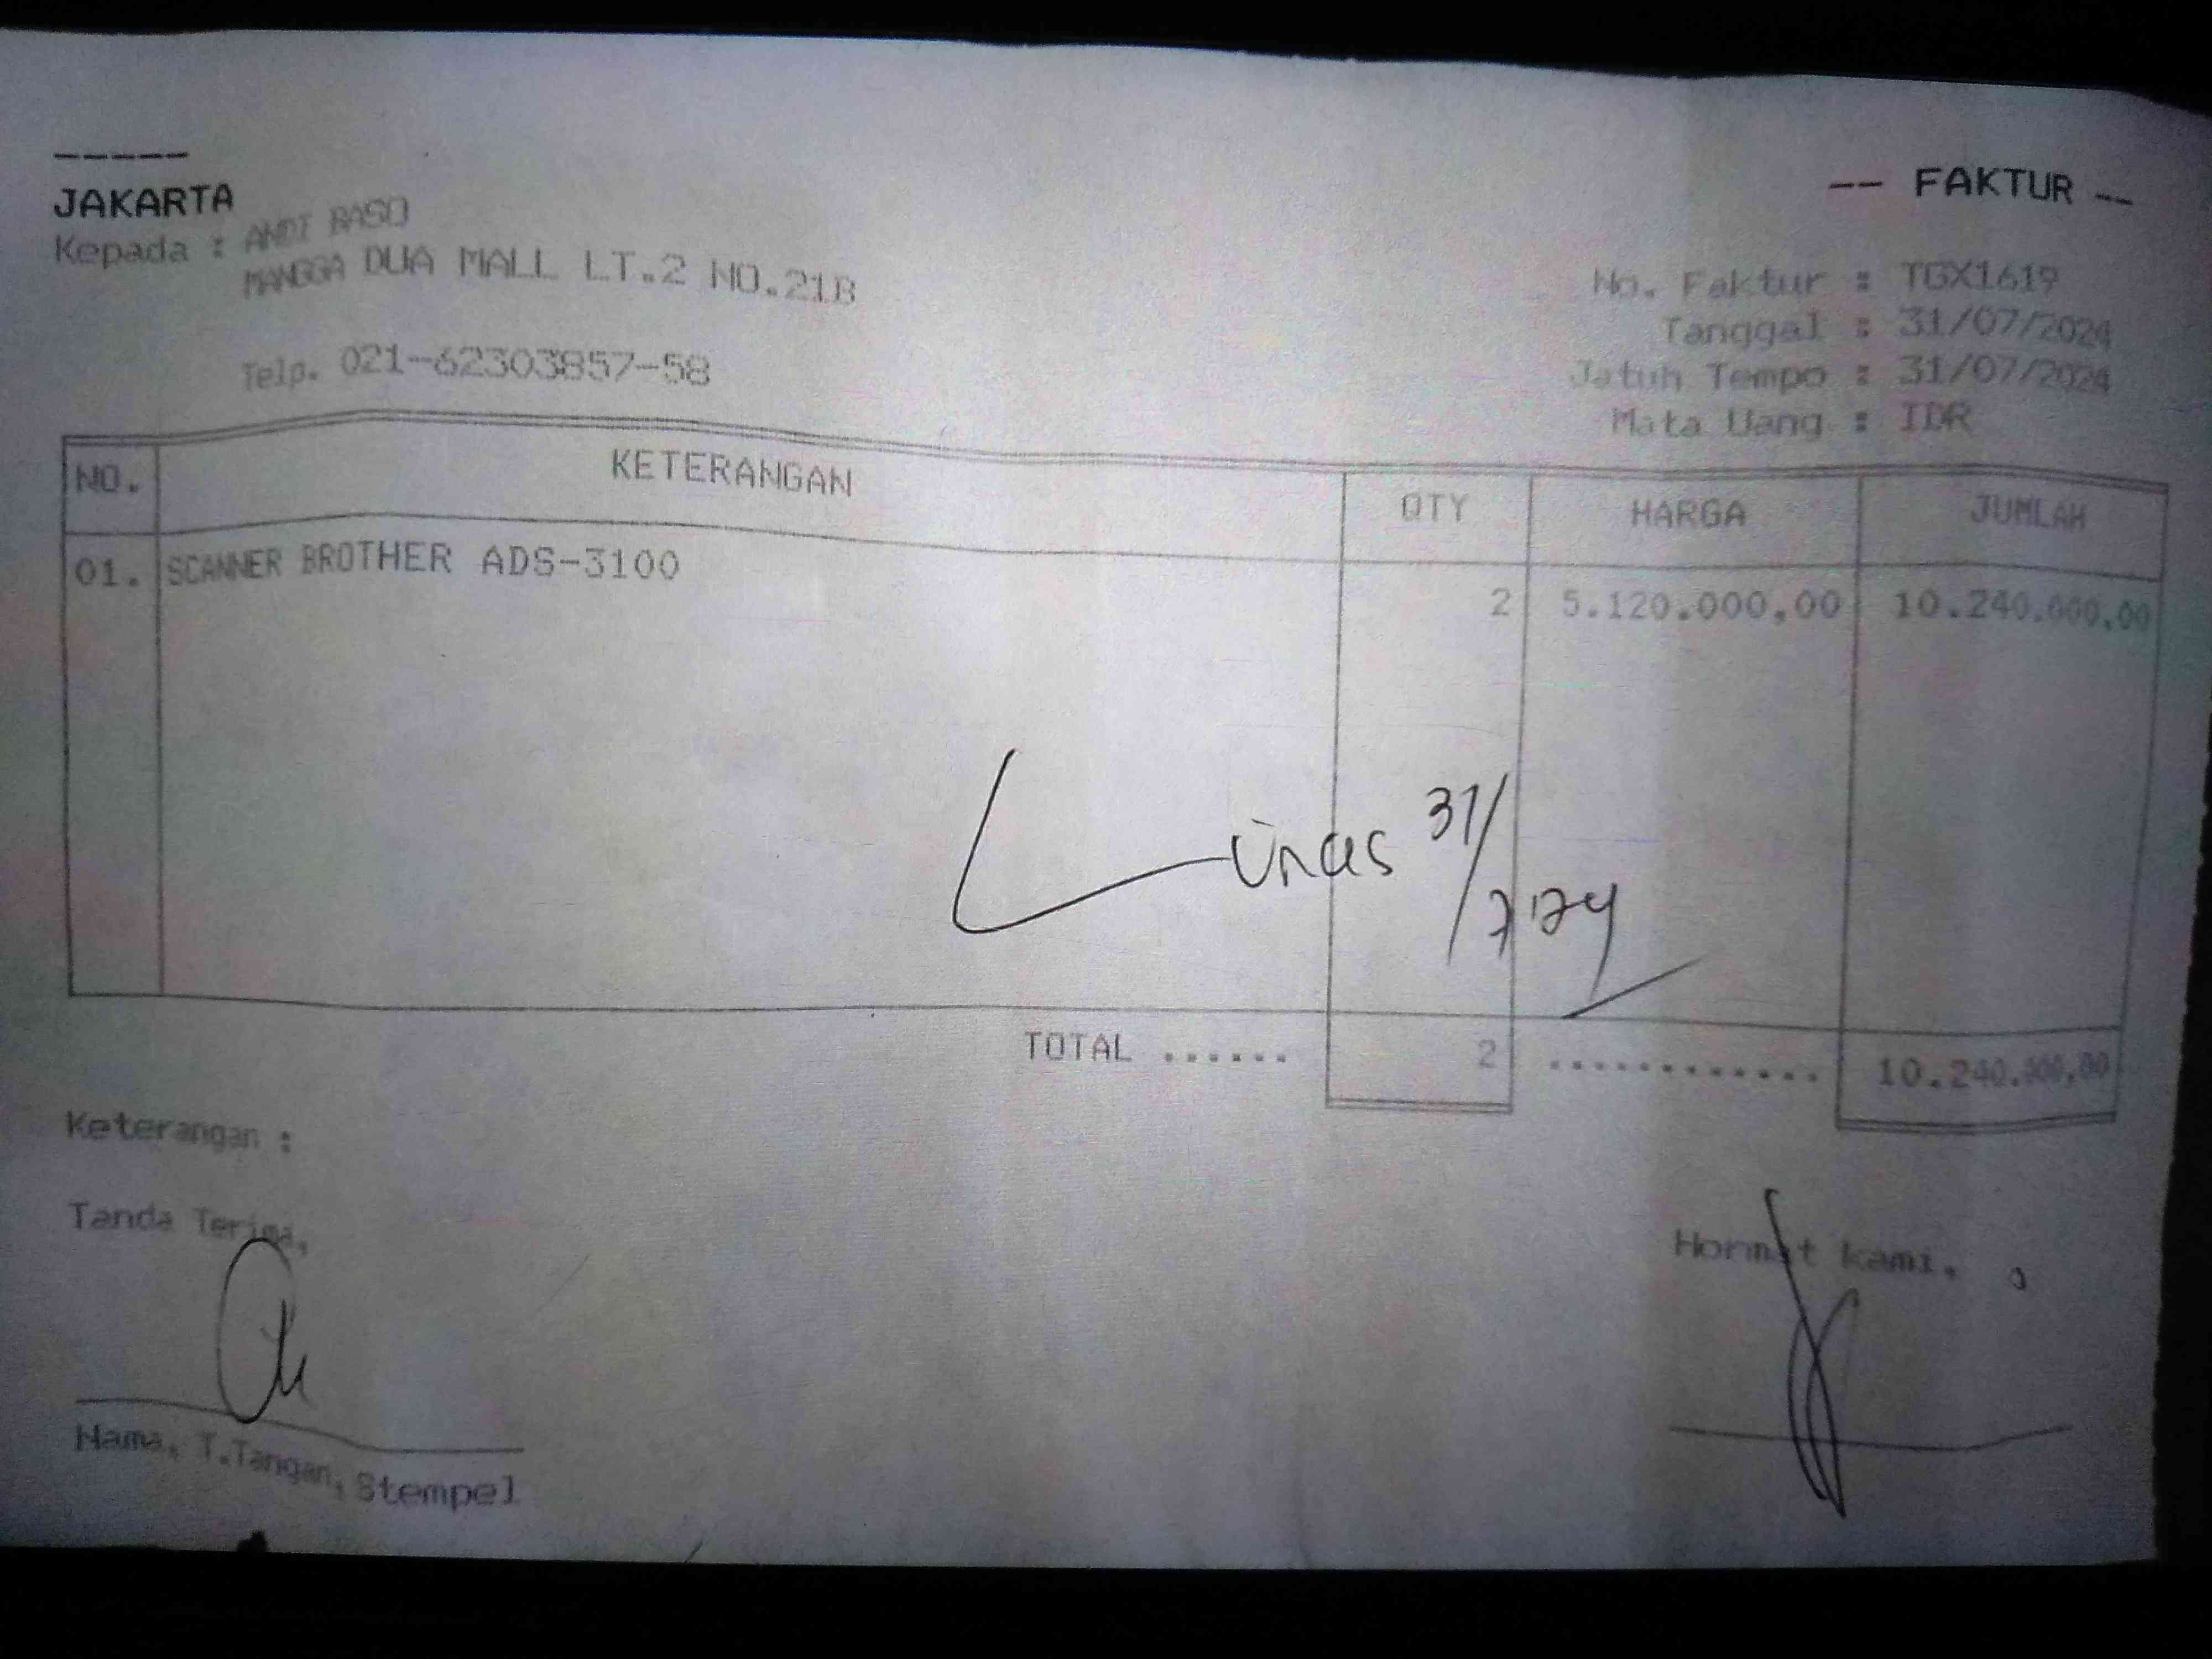 -----
JAKARTA
-- FAKTUR --
Kepada : ANDI BASO
MANGGA DUA MALL LT.2 NO.21B
Telp. 021-62303857-58
No. Faktur : TGX1619
Tanggal : 31/07/2024
Jatuh Tempo : 31/07/2024
Mata Uang : IDR
NO. KETERANGAN QTY HARGA JUMLAH
01. SCANNER BROTHER ADS-3100 2 5.120.000,00 10.240.000,00
Lunas 31/7'24
TOTAL ...... 2 ............ 10.240.000,00
Keterangan :
Tanda Terima,
Hormat kami,
Nama, T.Tangan, Stempel